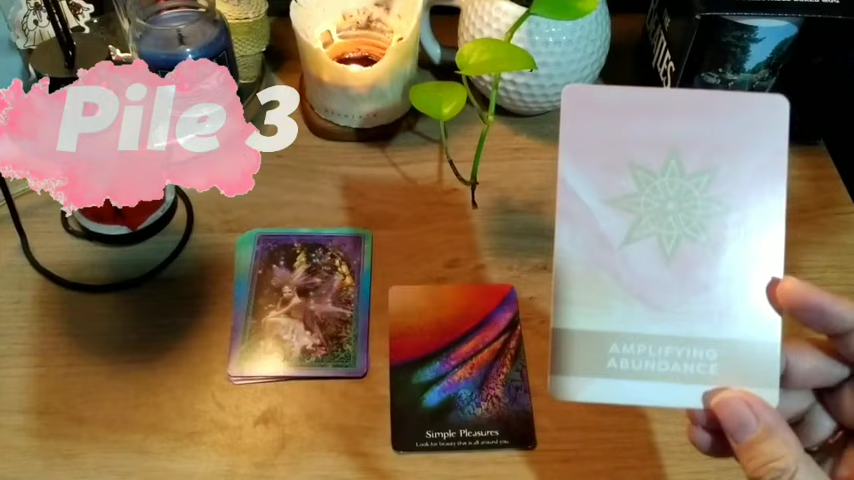 Pile 3
AMPLIFYING
ABUNDANCE
Simple Pleasures
Look for beauty that is all around you.